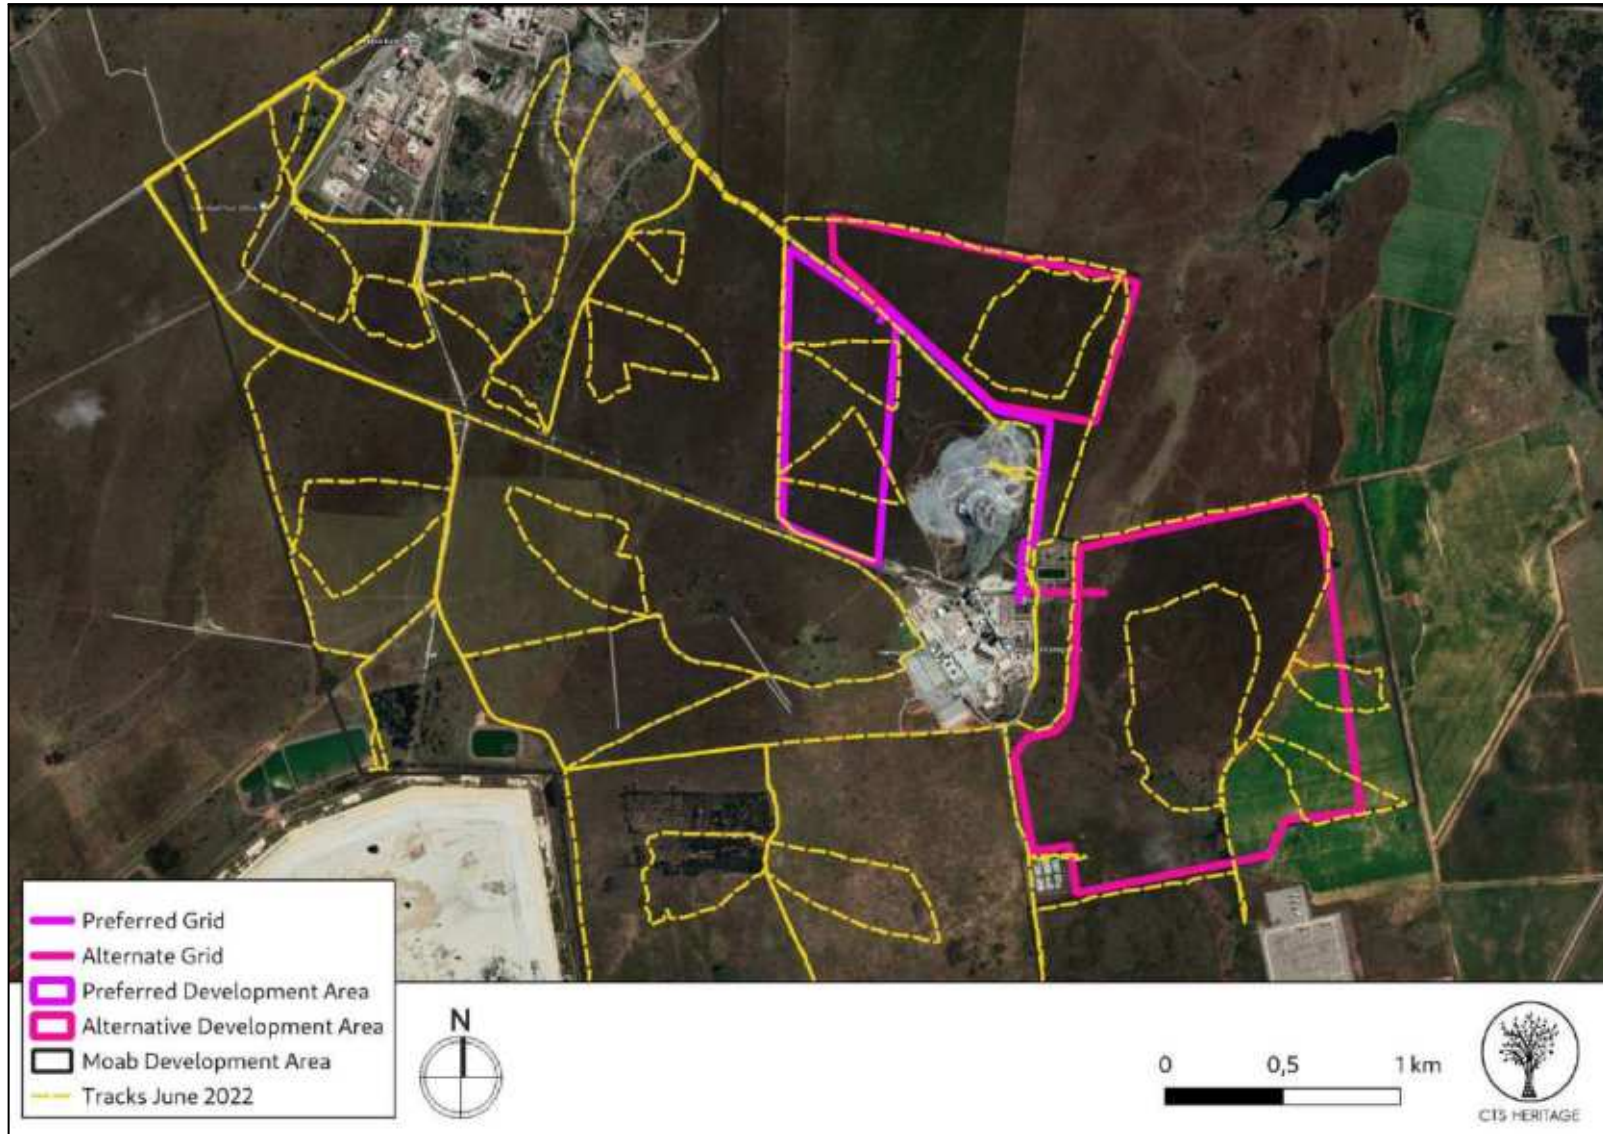 Preferred Grid
Alternate Grid
Preferred Development Area
Alternative Development Area
Moab Development Area
Tracks June 2022
N
0 0,5 1 km
CTS HERITAGE